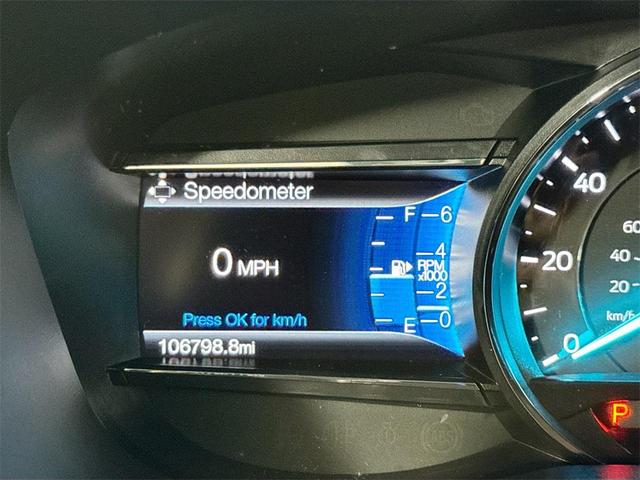 Speedometer
0 MPH
Press OK for km/h
106798.8mi
F
E
6
4
RPM
x1000
2
0
40
20
0
60
40
20
km/h
P